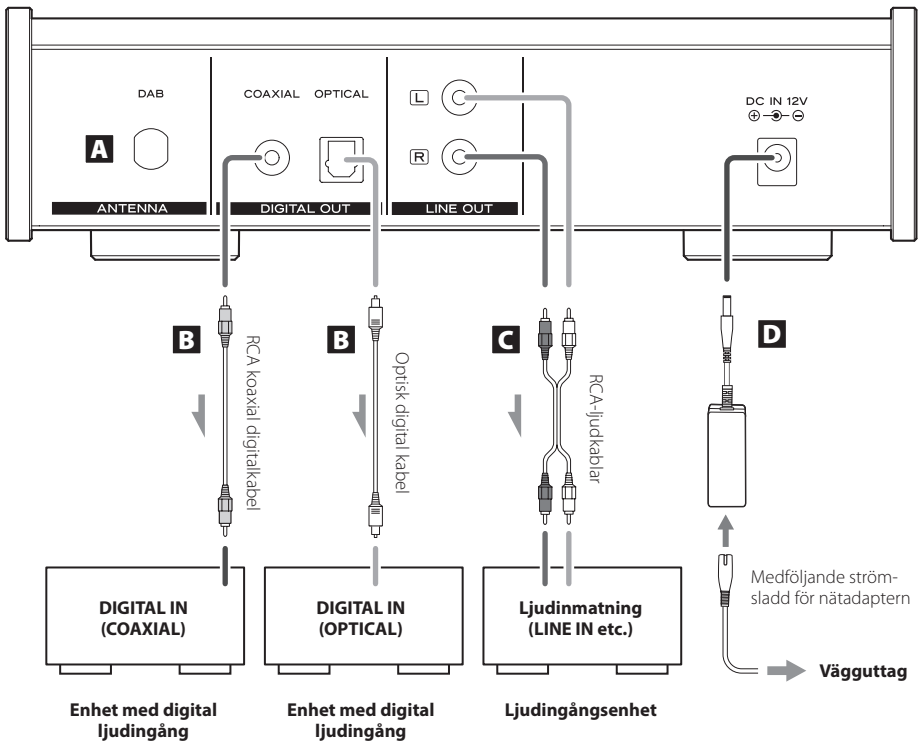 DAB
COAXIAL OPTICAL
L
R
DC IN 12V
A
ANTENNA
DIGITAL OUT
LINE OUT
B
RCA koaxial digitalkabel
B
Optisk digital kabel
C
RCA-ljudkablar
D
DIGITAL IN
(COAXIAL)
DIGITAL IN
(OPTICAL)
Ljudinmatning
(LINE IN etc.)
Medföljande ström-
sladd för nätadaptern
Vägguttag
Enhet med digital
ljudingång
Enhet med digital
ljudingång
Ljudingångsenhet